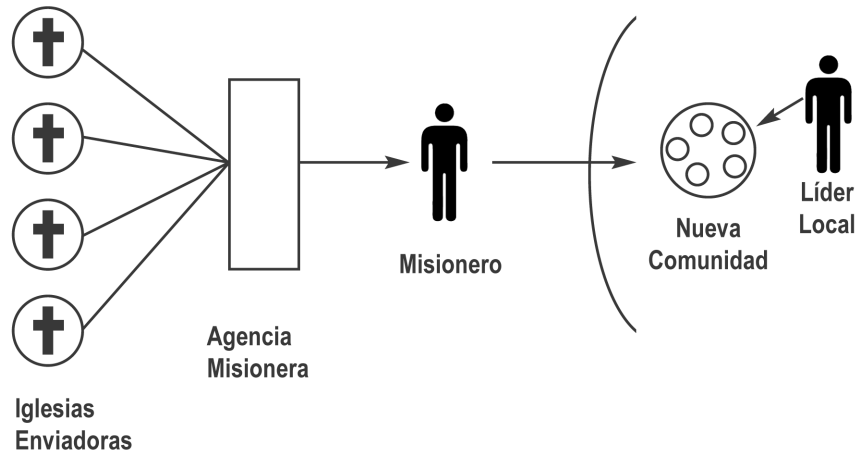 Iglesias
Enviadoras
Agencia
Misionera
Misionero
Nueva
Comunidad
Líder
Local